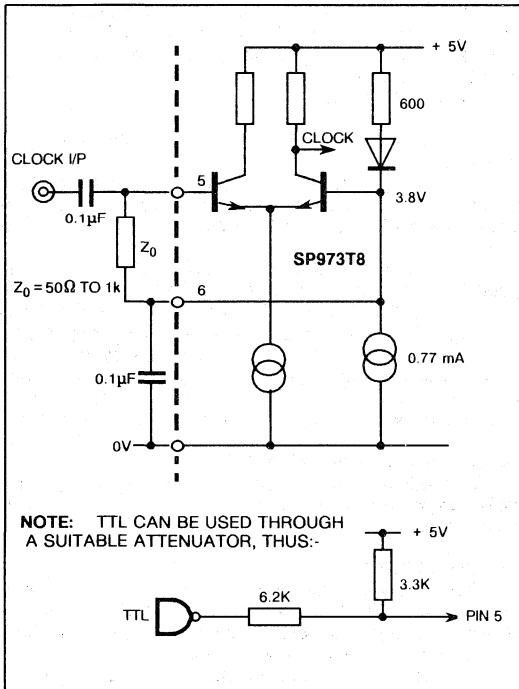 + 5V
600
CLOCK
CLOCK I/P
5
3.8V
0.1µF
Z₀
SP973T8
Z₀ = 50Ω TO 1k
6
0.77 mA
0.1µF
0V
NOTE: TTL CAN BE USED THROUGH
A SUITABLE ATTENUATOR, THUS:-
+ 5V
3.3K
6.2K
TTL
PIN 5